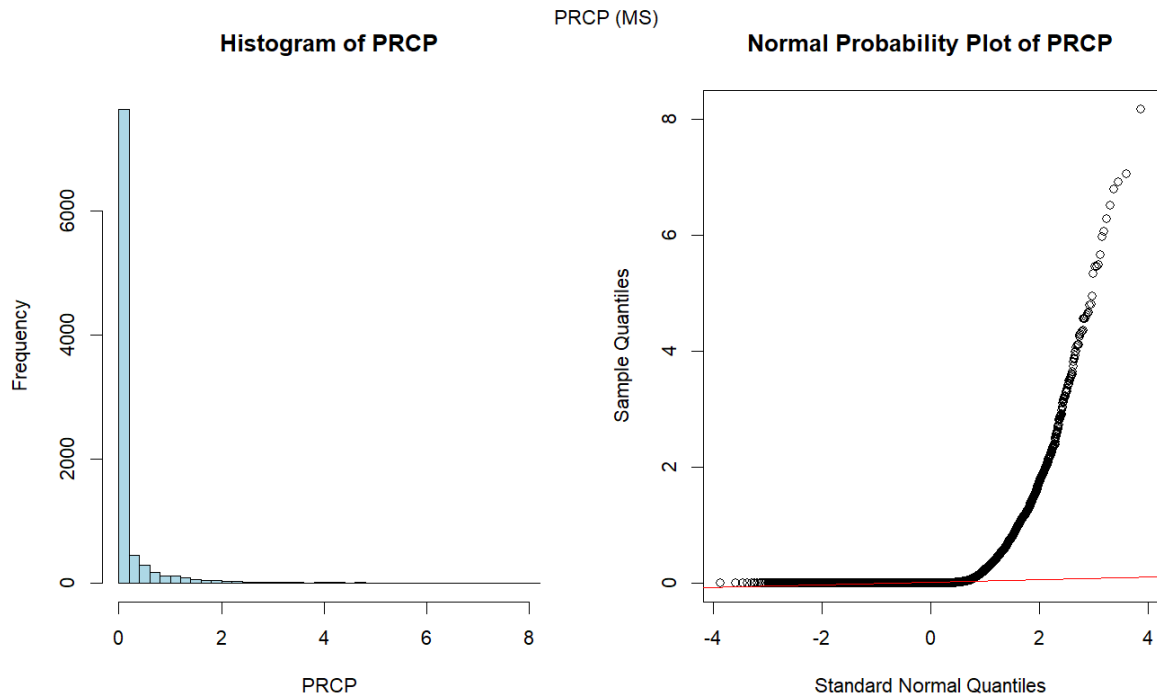 PRCP (MS)
Histogram of PRCP
Frequency
0
2000
4000
6000
0 2 4 6 8
PRCP
Normal Probability Plot of PRCP
Sample Quantiles
0
2
4
6
8
-4 -2 0 2 4
Standard Normal Quantiles